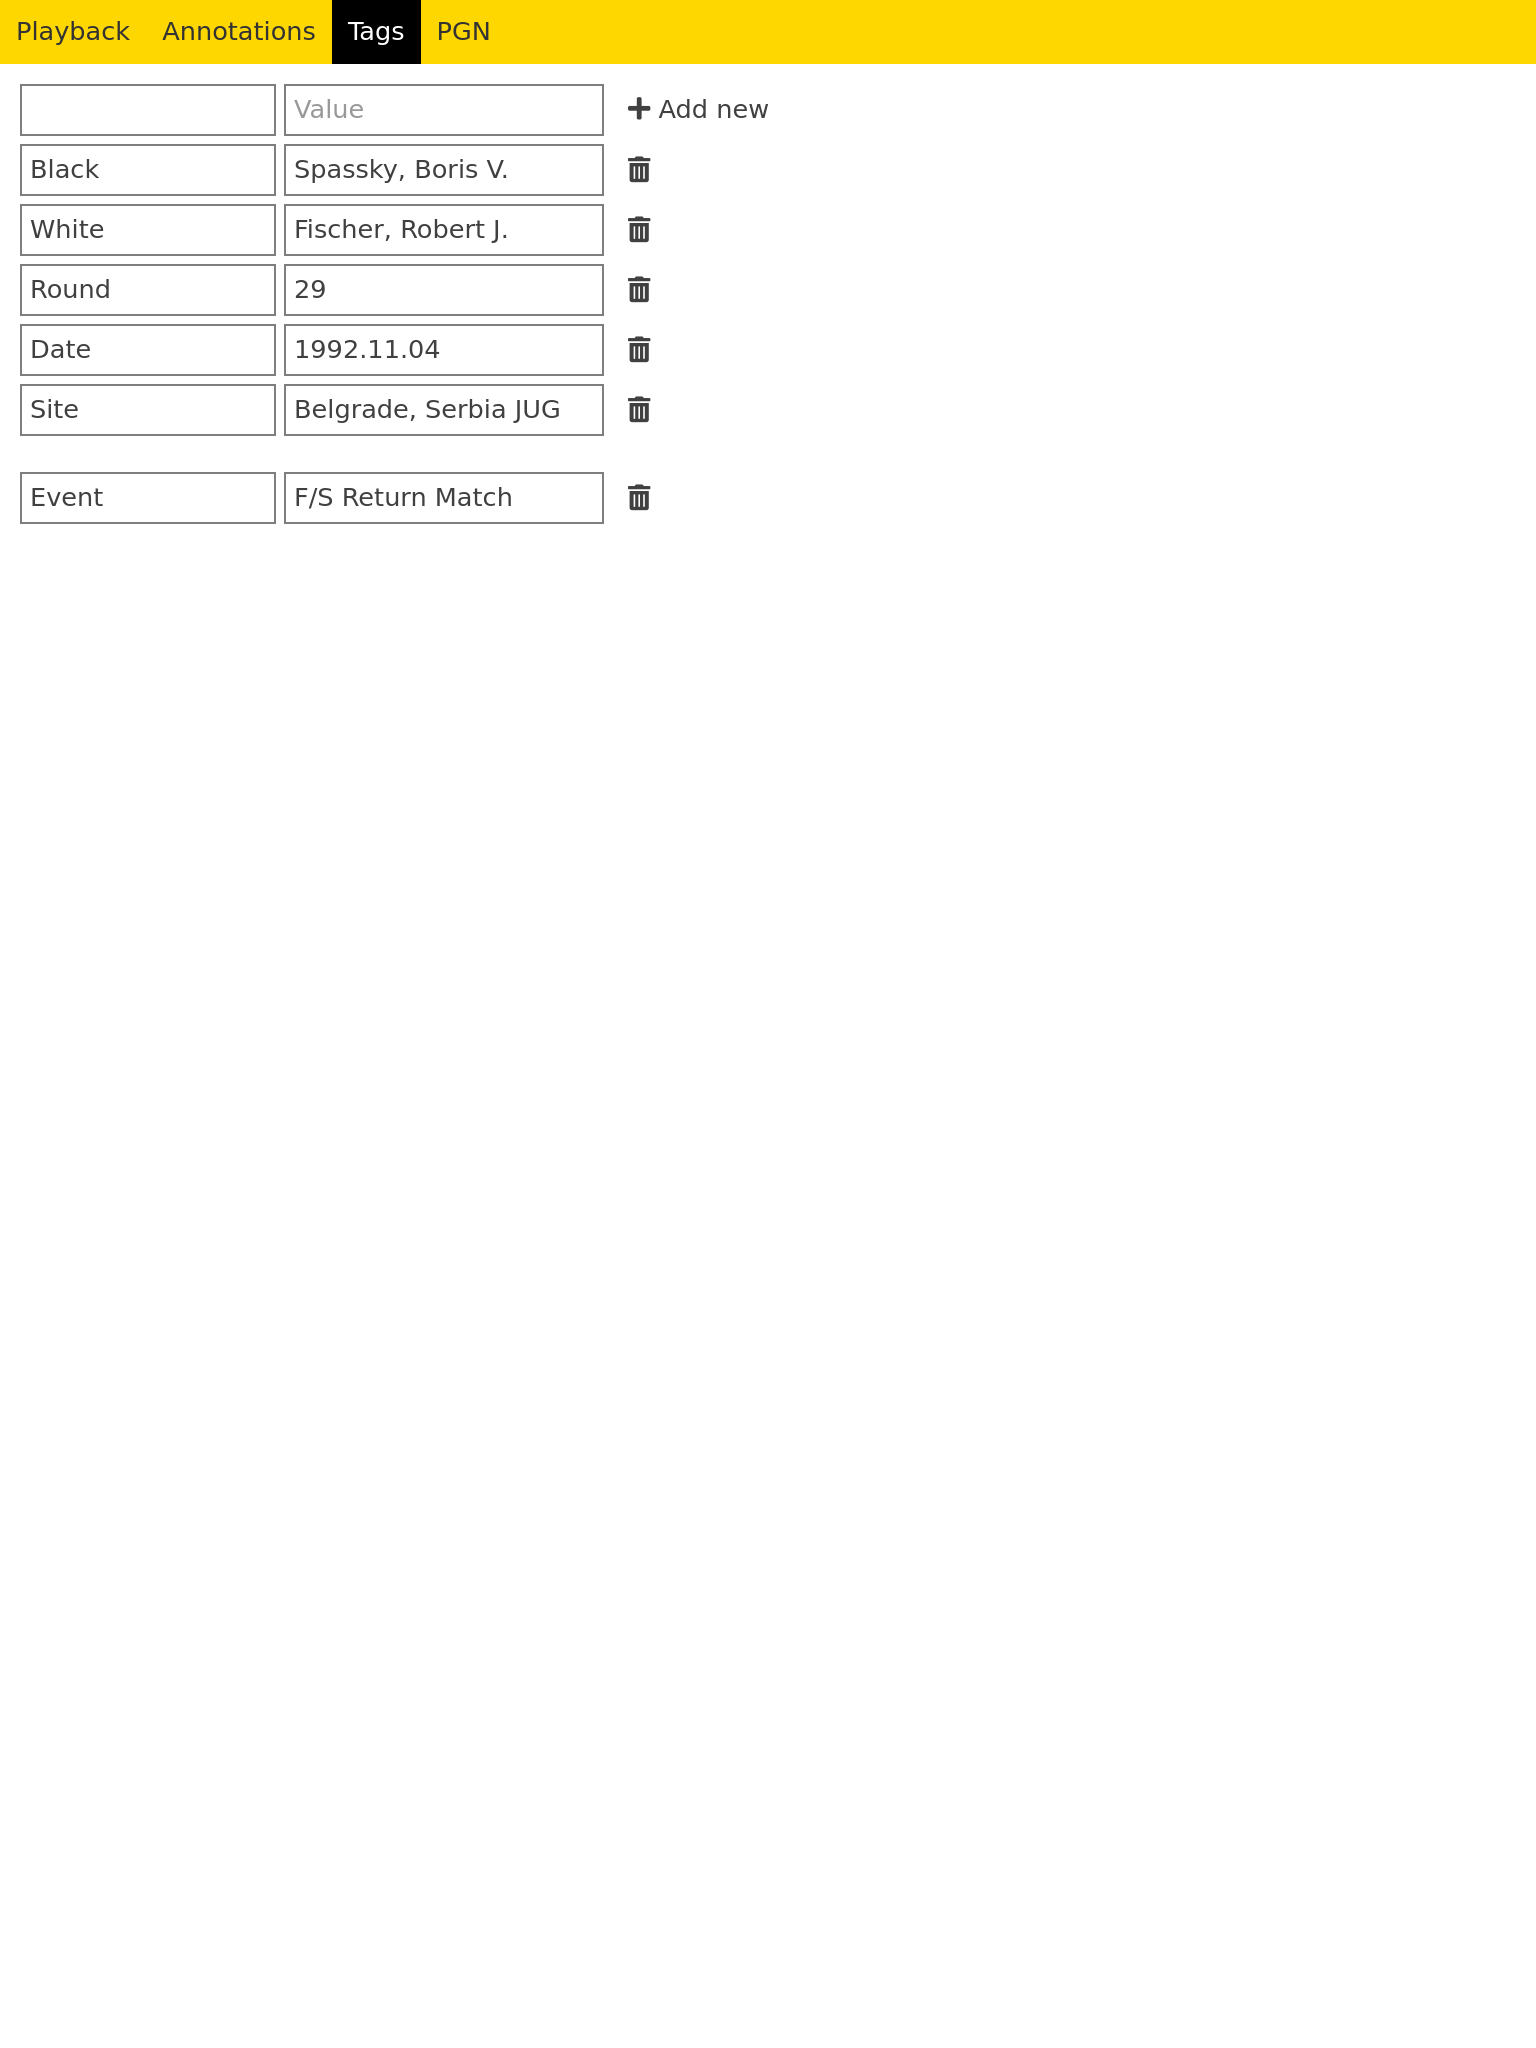 Playback Annotations Tags PGN
Value Add new
Black Spassky, Boris V.
White Fischer, Robert J.
Round 29
Date 1992.11.04
Site Belgrade, Serbia JUG
Event F/S Return Match